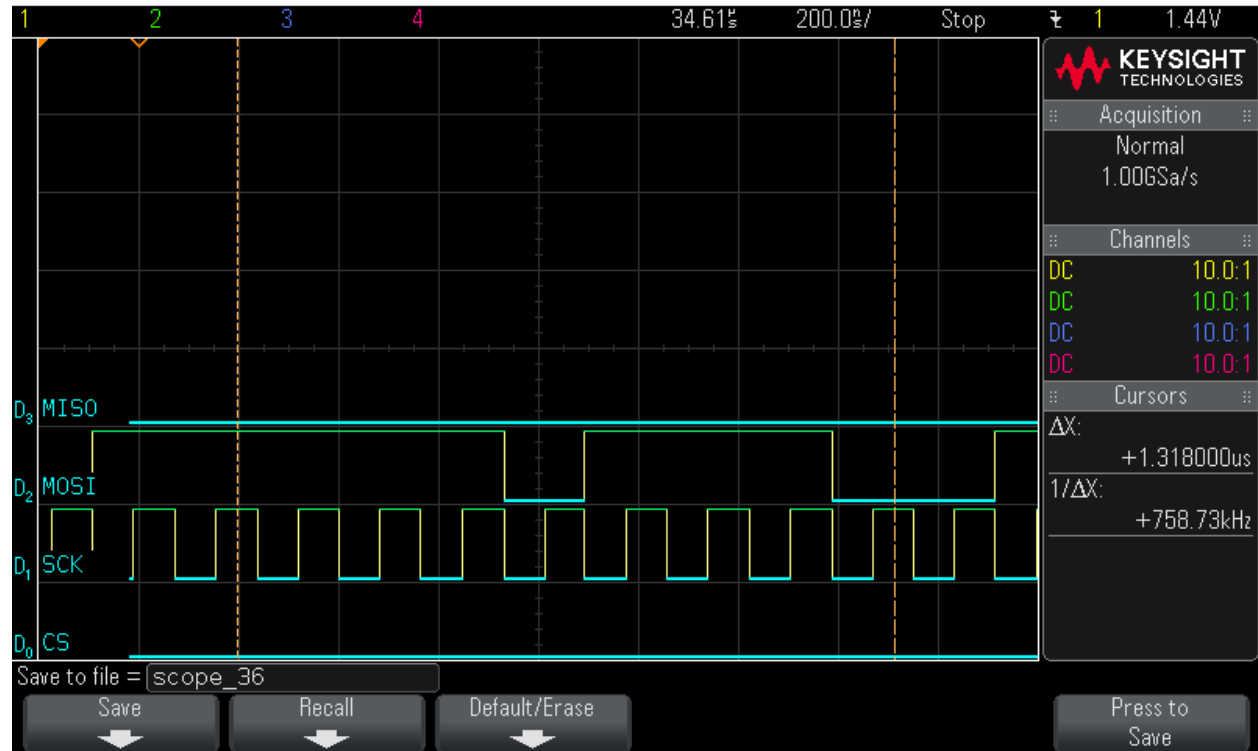 1 2 3 4 34.61µs 200.0ns/ Stop 1 1.44V
KEYSIGHT
TECHNOLOGIES
Acquisition
Normal
1.00GSa/s
Channels
DC 10.0:1
DC 10.0:1
DC 10.0:1
DC 10.0:1
Cursors
ΔX:
+1.318000us
1/ΔX:
+758.73kHz
D3 MISO
D2 MOSI
D1 SCK
D0 CS
Save to file = scope_36
Save Recall Default/Erase Press to
Save